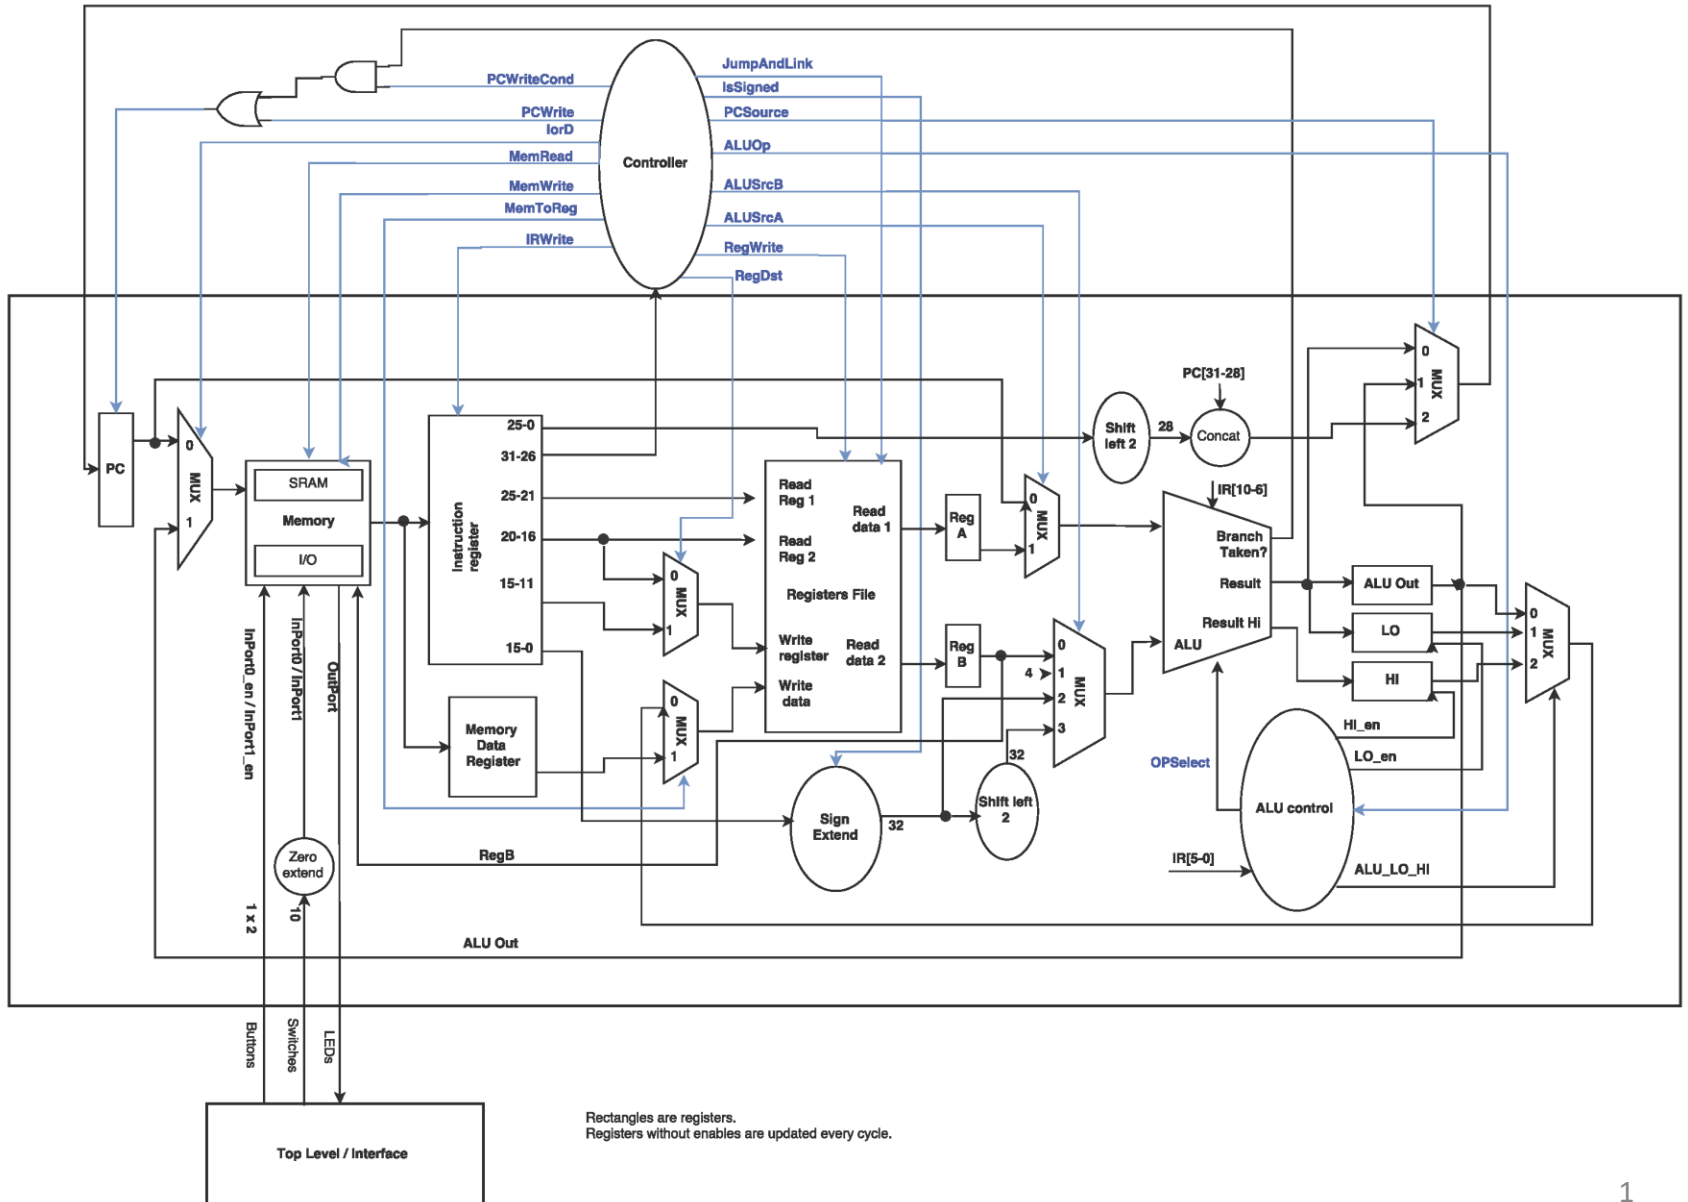 JumpAndLink
PCWriteCond
IsSigned
PCWrite
PCSource
IorD
ALUOp
MemRead
Controller
MemWrite
ALUSrcB
MemToReg
ALUSrcA
IRWrite
RegWrite
RegDst
PC[31-28]
0
MUX
1
2
25-0
Shift
left 2
28
Concat
31-26
PC
0
MUX
1
SRAM
Memory
I/O
Instruction
register
25-21
20-16
15-11
15-0
0
MUX
1
Read
Reg 1
Read
Reg 2
Read
data 1
Registers File
Write
register
Read
data 2
Write
data
Reg
A
0
MUX
1
Reg
B
0
4
1
MUX
2
3
IR[10-6]
Branch
Taken?
Result
Result Hi
ALU
ALU Out
LO
HI
0
1
MUX
2
InPort0_en / InPort1_en
InPort0 / InPort1
OutPort
Memory
Data
Register
0
MUX
1
32
Shift left
2
Sign
Extend
32
OPSelect
HI_en
LO_en
ALU control
IR[5-0]
ALU_LO_HI
RegB
Zero
extend
1 x 2
10
ALU Out
Buttons
Switches
LEDs
Top Level / Interface
Rectangles are registers.
Registers without enables are updated every cycle.
1